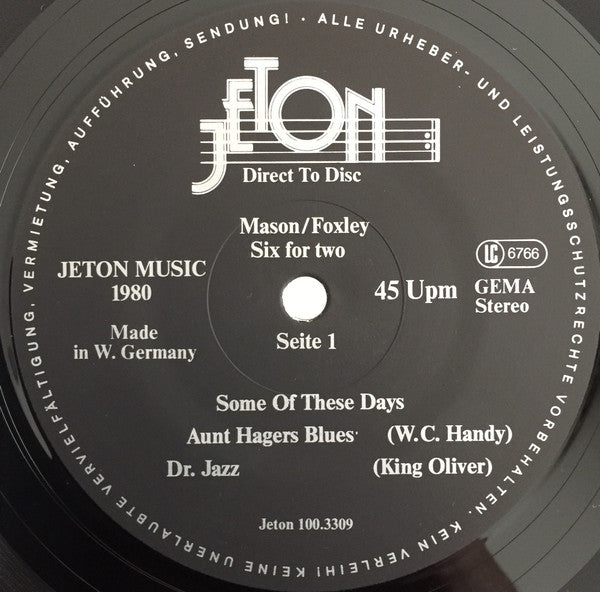 ALLE URHEBER- UND LEISTUNGSSCHUTZRECHTE VORBEHALTEN. KEIN VERLEIH! KEINE UNERLAUBTE VERVIELFÄLTIGUNG, VERMIETUNG, AUFFÜHRUNG, SENDUNG! ·
JETON
Direct To Disc
Mason/Foxley
Six for two
JETON MUSIC
1980
Made
in W. Germany
45 Upm
LC 6766
GEMA
Stereo
Seite 1
Some Of These Days
Aunt Hagers Blues (W.C. Handy)
Dr. Jazz (King Oliver)
Jeton 100.3309